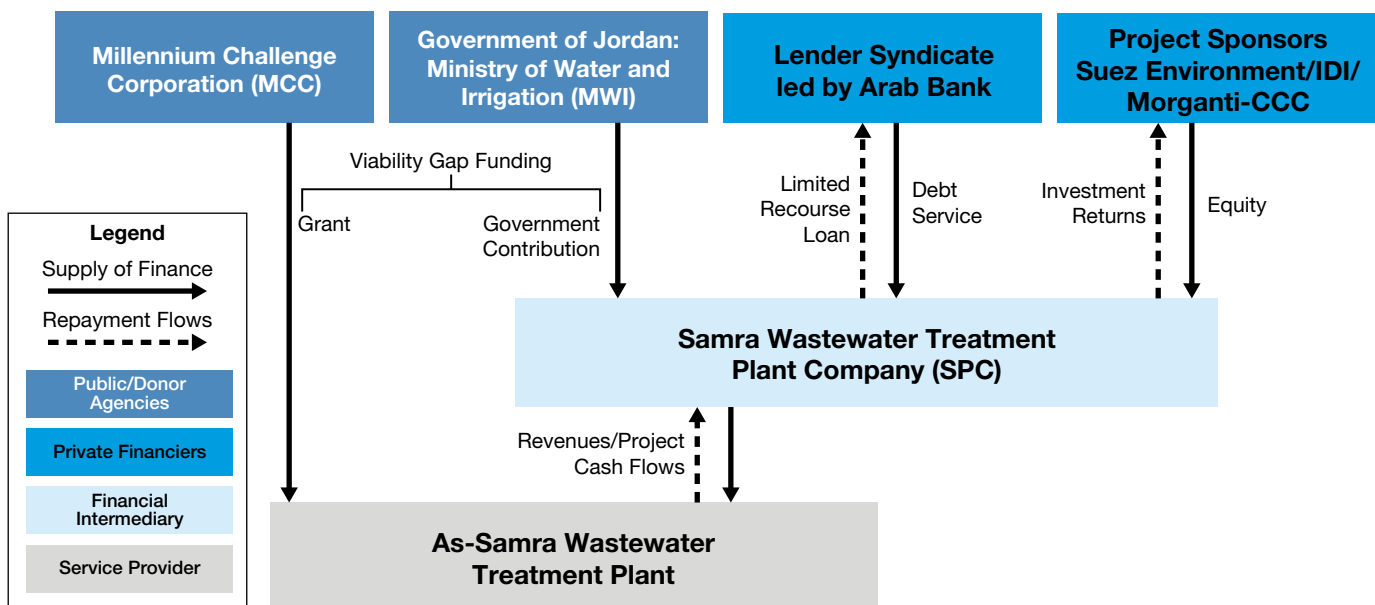 Millennium Challenge
Corporation (MCC)
Government of Jordan:
Ministry of Water and
Irrigation (MWI)
Lender Syndicate
led by Arab Bank
Project Sponsors
Suez Environment/IDI/
Morganti-CCC
Viability Gap Funding
Grant
Government
Contribution
Limited
Recourse
Loan
Debt
Service
Investment
Returns
Equity
Legend
Supply of Finance
Repayment Flows
Public/Donor
Agencies
Private Financiers
Financial
Intermediary
Service Provider
Samra Wastewater Treatment
Plant Company (SPC)
Revenues/Project
Cash Flows
As-Samra Wastewater
Treatment Plant